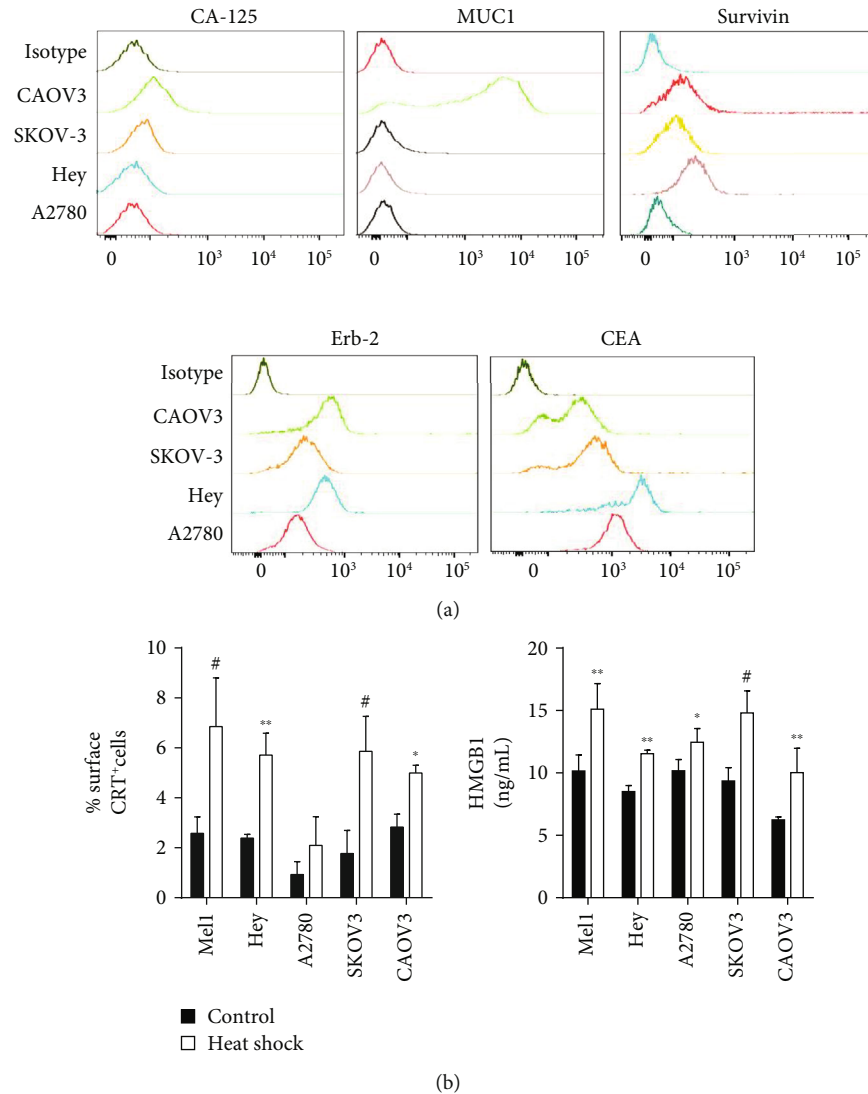 CA-125 MUC1 Survivin
Isotype
CAOV3
SKOV-3
Hey
A2780
0 10³ 10⁴ 10⁵ 0 10³ 10⁴ 10⁵ 0 10³ 10⁴ 10⁵
Erb-2 CEA
Isotype
CAOV3
SKOV-3
Hey
A2780
0 10³ 10⁴ 10⁵ 0 10³ 10⁴ 10⁵
(a)
% surface
CRT⁺cells
10
8
6
4
2
0
# ** # *
Mel1 Hey A2780 SKOV3 CAOV3
HMGB1
(ng/mL)
20
15
10
5
0
** ** * # **
Mel1 Hey A2780 SKOV3 CAOV3
Control
Heat shock
(b)